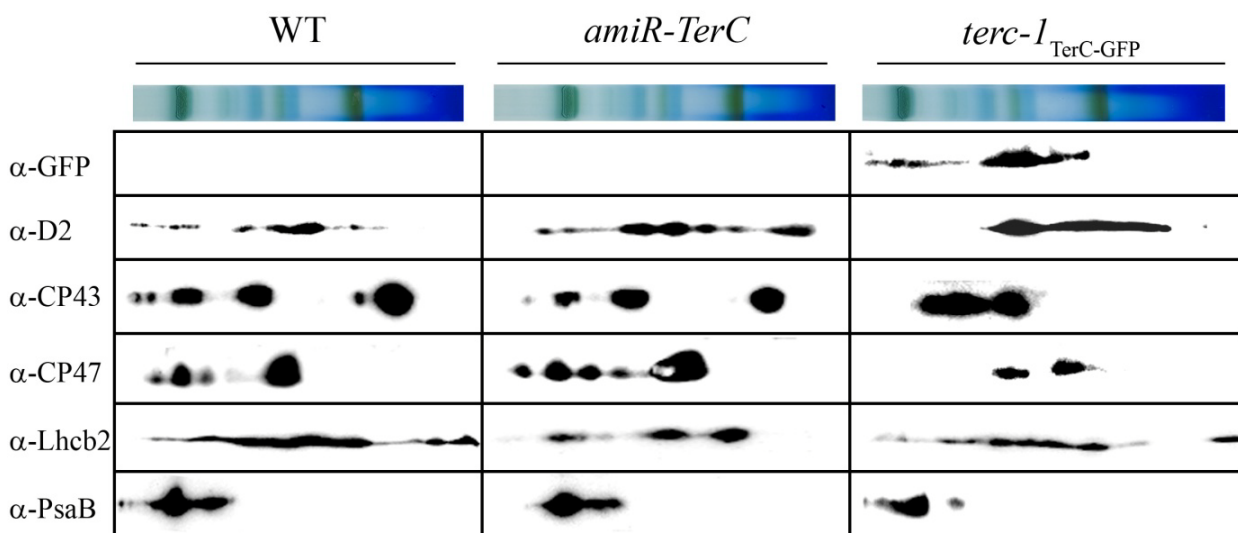 WT amiR-TerC terc-1TerC-GFP
α-GFP
α-D2
α-CP43
α-CP47
α-Lhcb2
α-PsaB